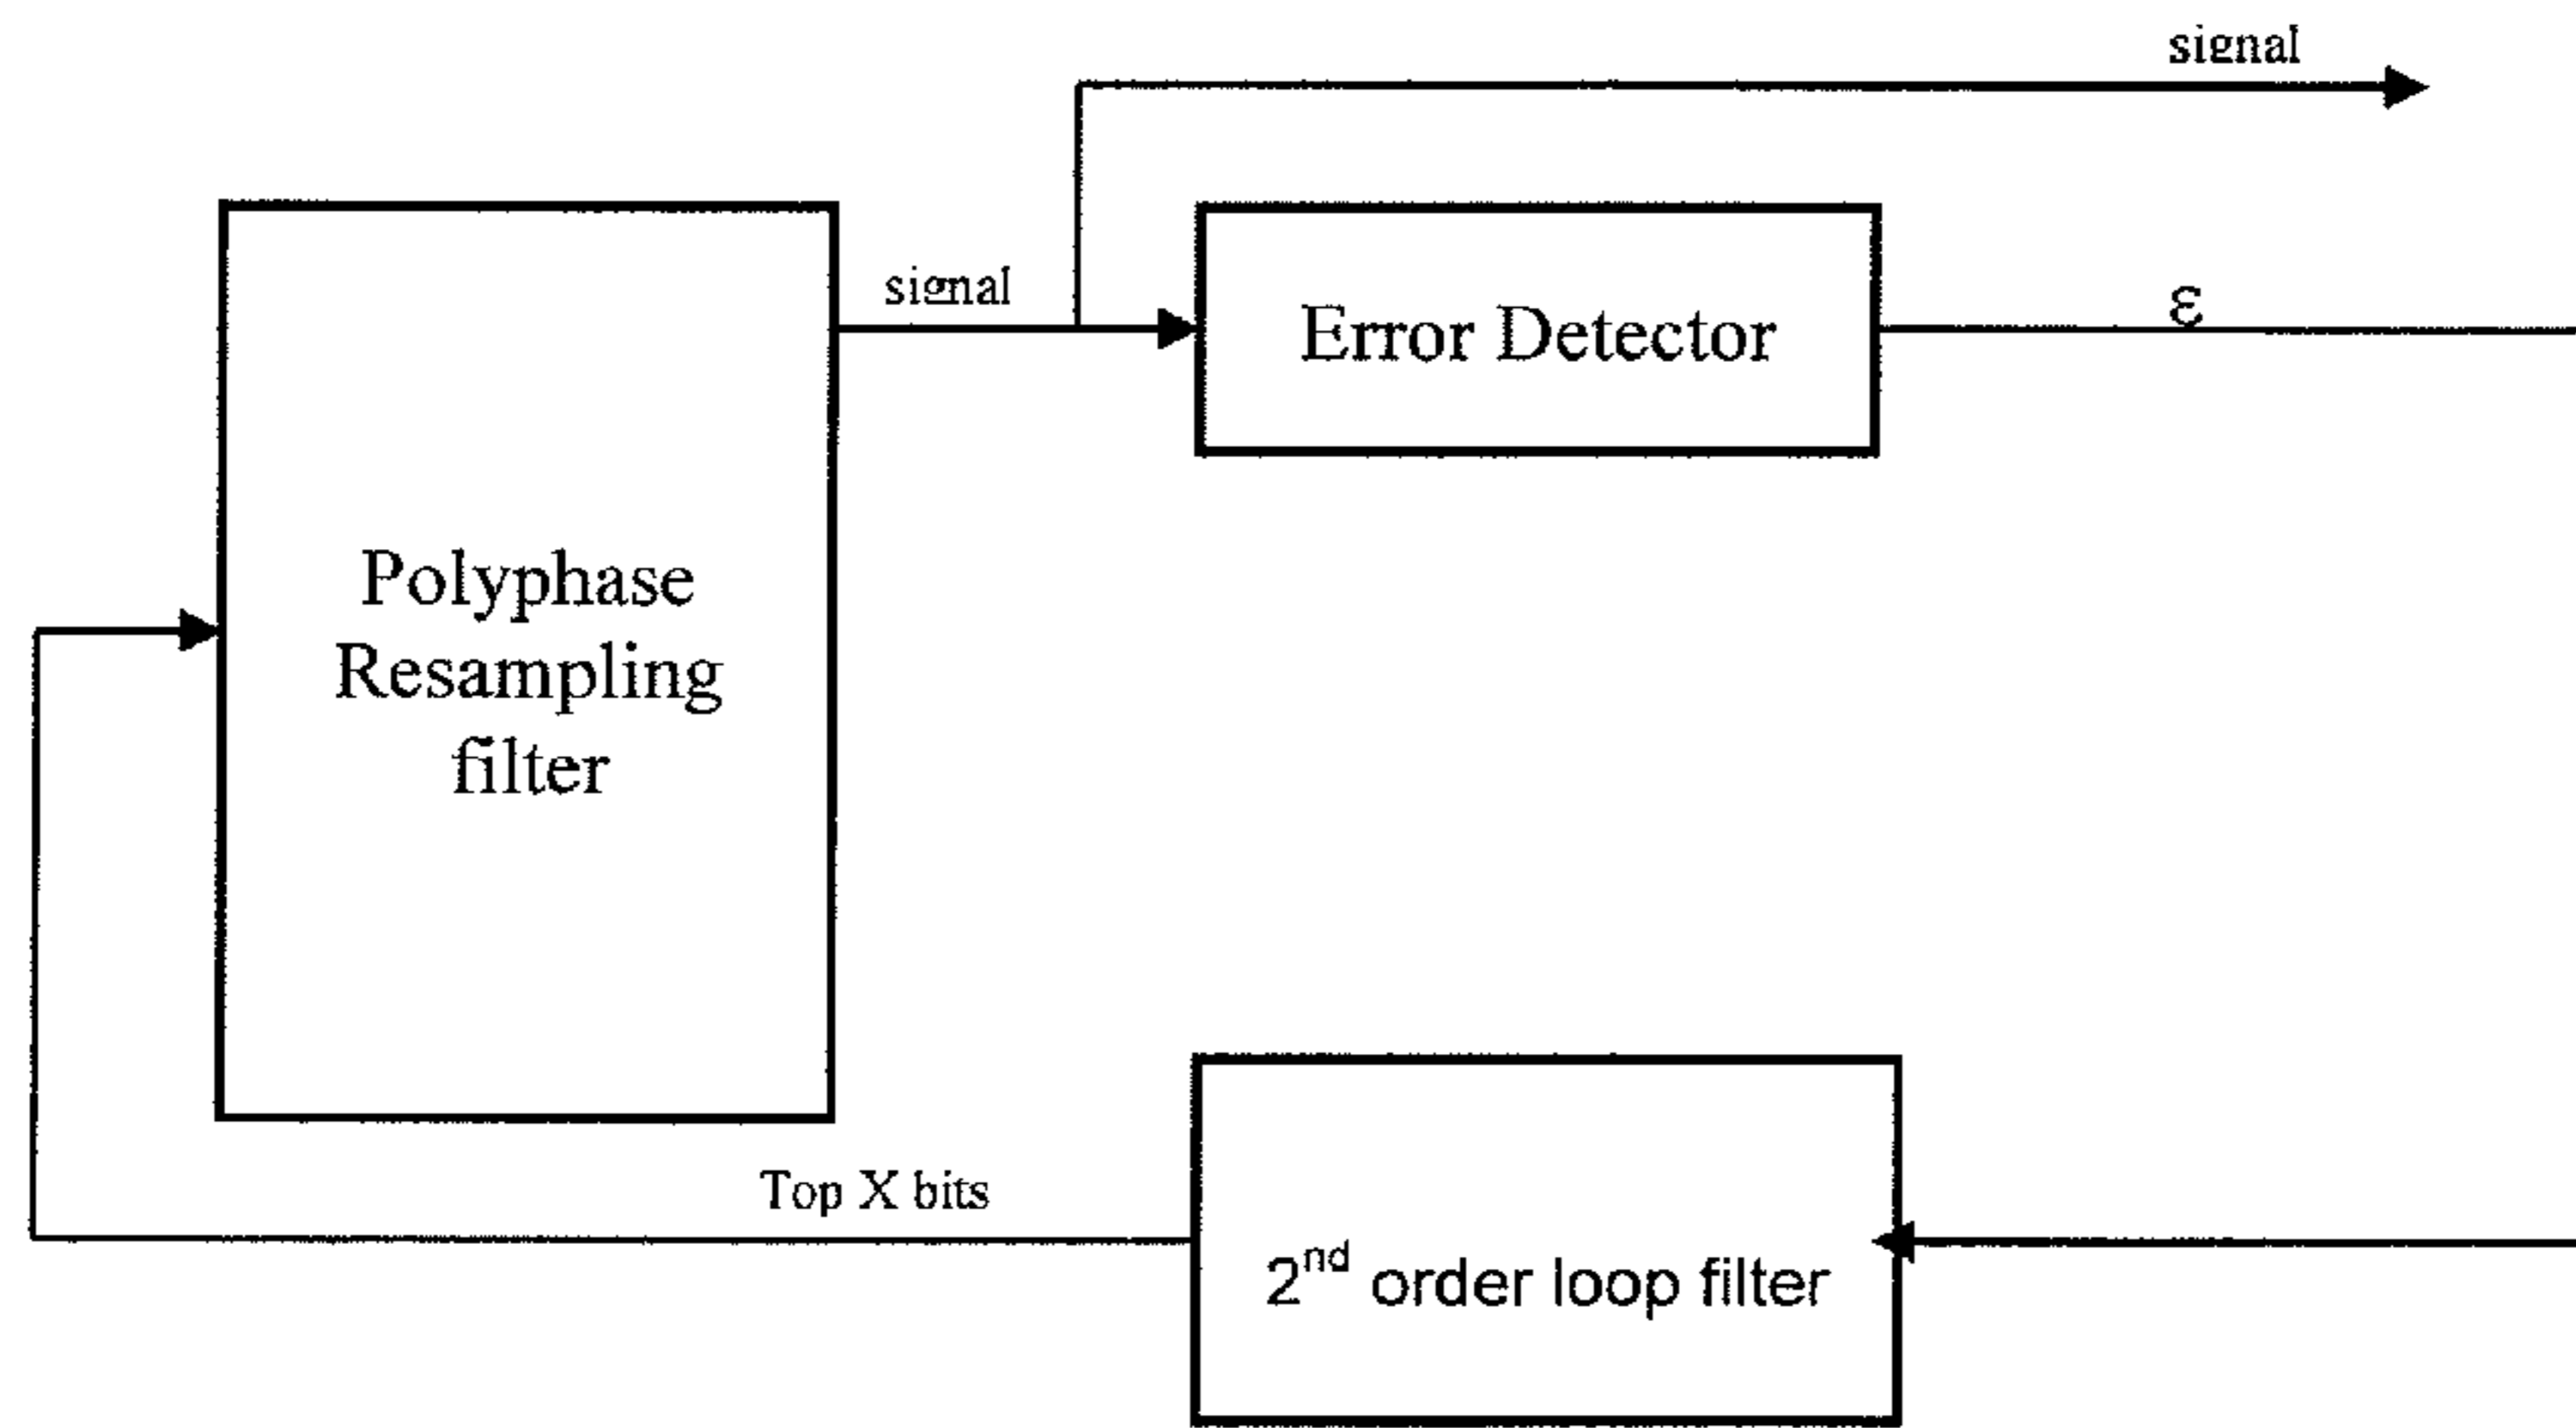 signal
signal
Error Detector
ε
Polyphase
Resampling
filter
Top X bits
2nd order loop filter